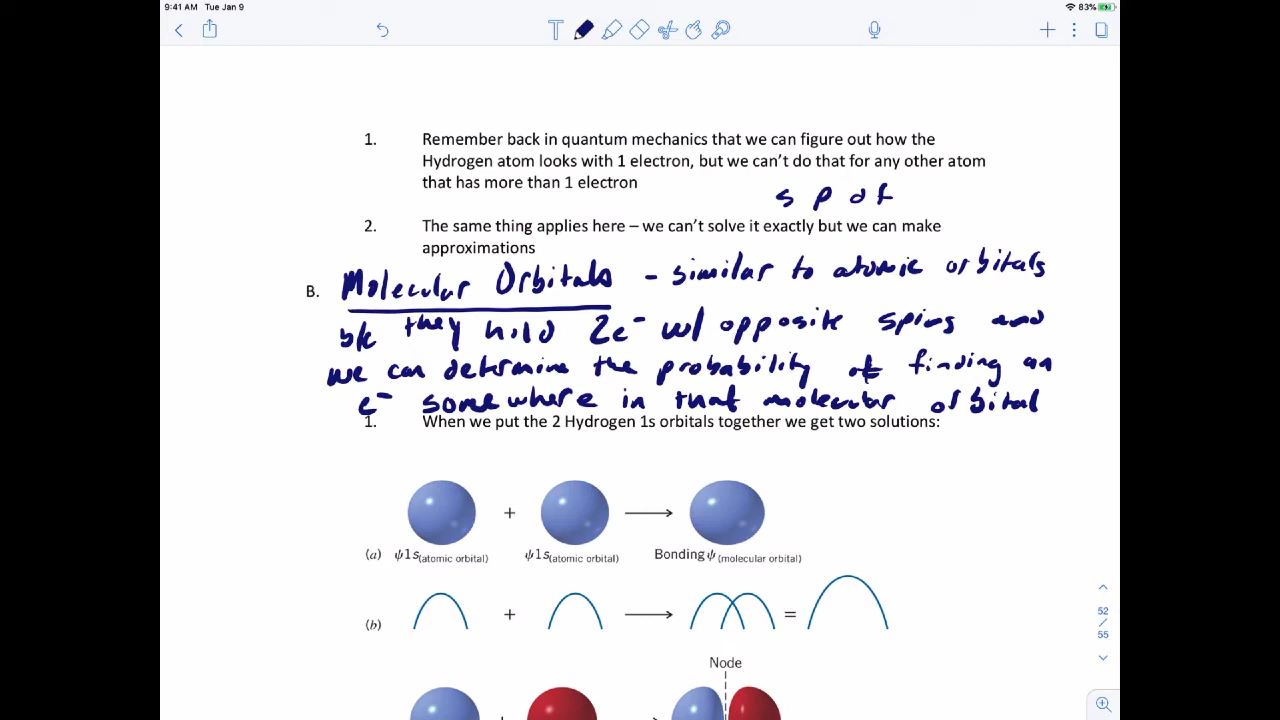 9:41 AM Tue Jan 9
83%
1. Remember back in quantum mechanics that we can figure out how the
Hydrogen atom looks with 1 electron, but we can't do that for any other atom
that has more than 1 electron
s p d f
2. The same thing applies here – we can't solve it exactly but we can make
approximations
B. Molecular Orbitals - similar to atomic orbitals
b/c they hold 2e⁻ w/ opposite spins and
we can determine the probability of finding an
e⁻ somewhere in that molecular orbital
1. When we put the 2 Hydrogen 1s orbitals together we get two solutions:
+
(a) ψ1s(atomic orbital) ψ1s(atomic orbital) Bonding ψ(molecular orbital)
(b) + =
52
/
55
Node
+